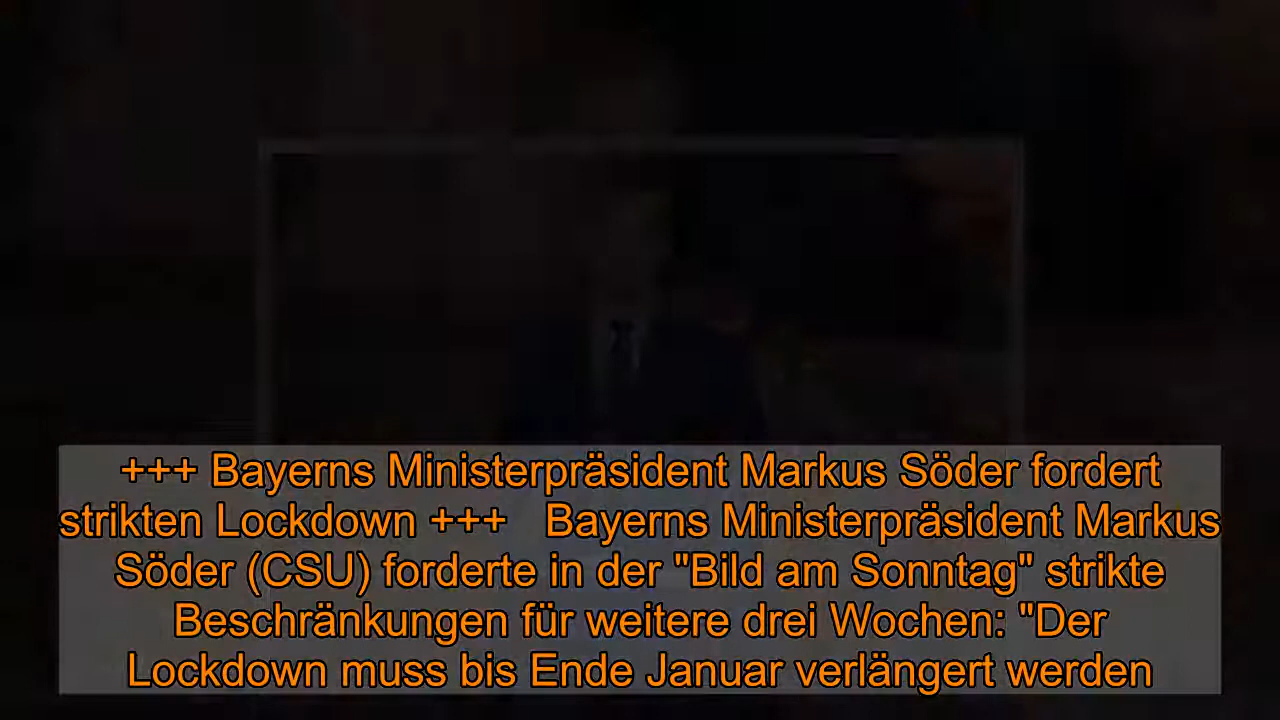 +++ Bayerns Ministerpräsident Markus Söder fordert
strikten Lockdown +++   Bayerns Ministerpräsident Markus
Söder (CSU) forderte in der "Bild am Sonntag" strikte
Beschränkungen für weitere drei Wochen: "Der
Lockdown muss bis Ende Januar verlängert werden